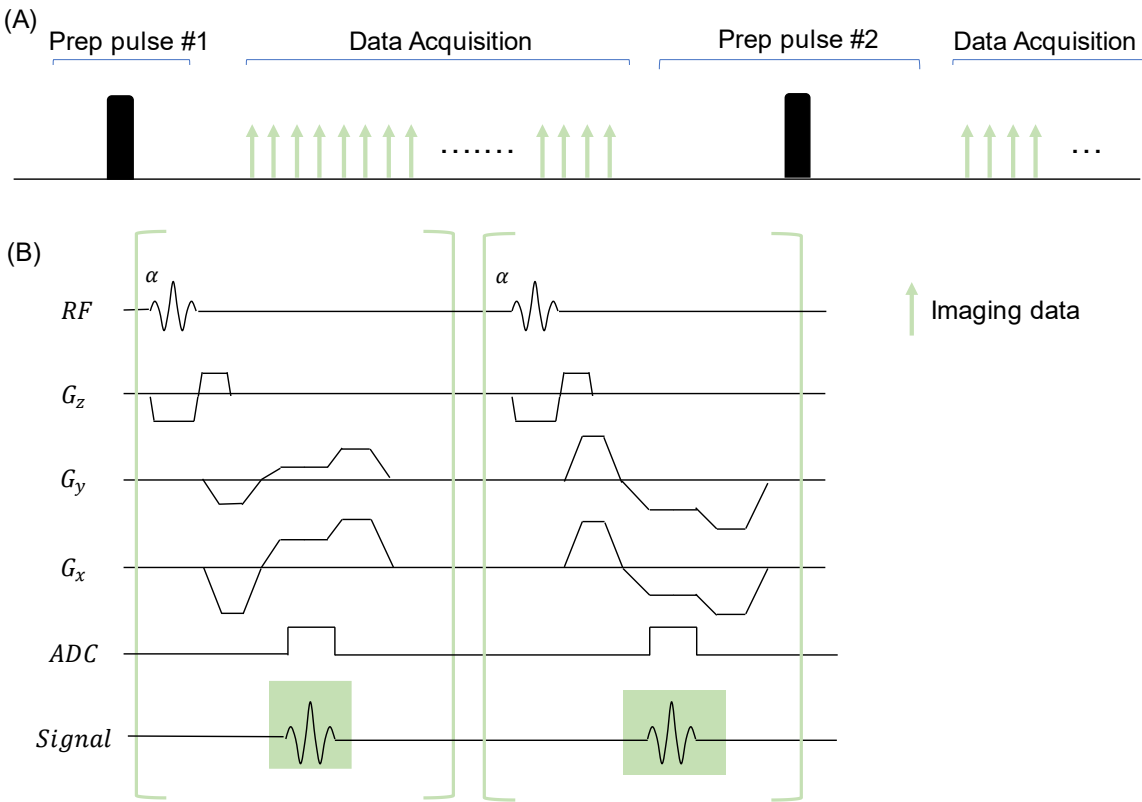 (A)
Prep pulse #1 Data Acquisition Prep pulse #2 Data Acquisition
....... ...
(B)
α α
RF
Imaging data
G_z
G_y
G_x
ADC
Signal